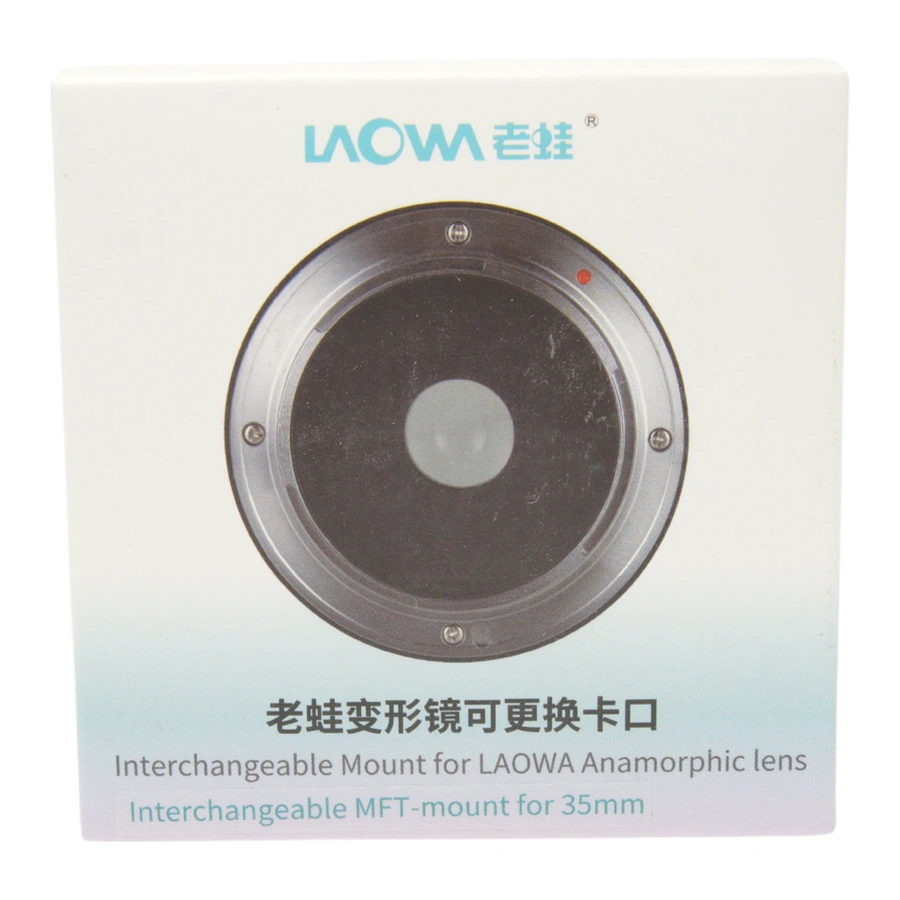 LAOWA 老蛙 ®
老蛙变形镜可更换卡口
Interchangeable Mount for LAOWA Anamorphic lens
Interchangeable MFT-mount for 35mm